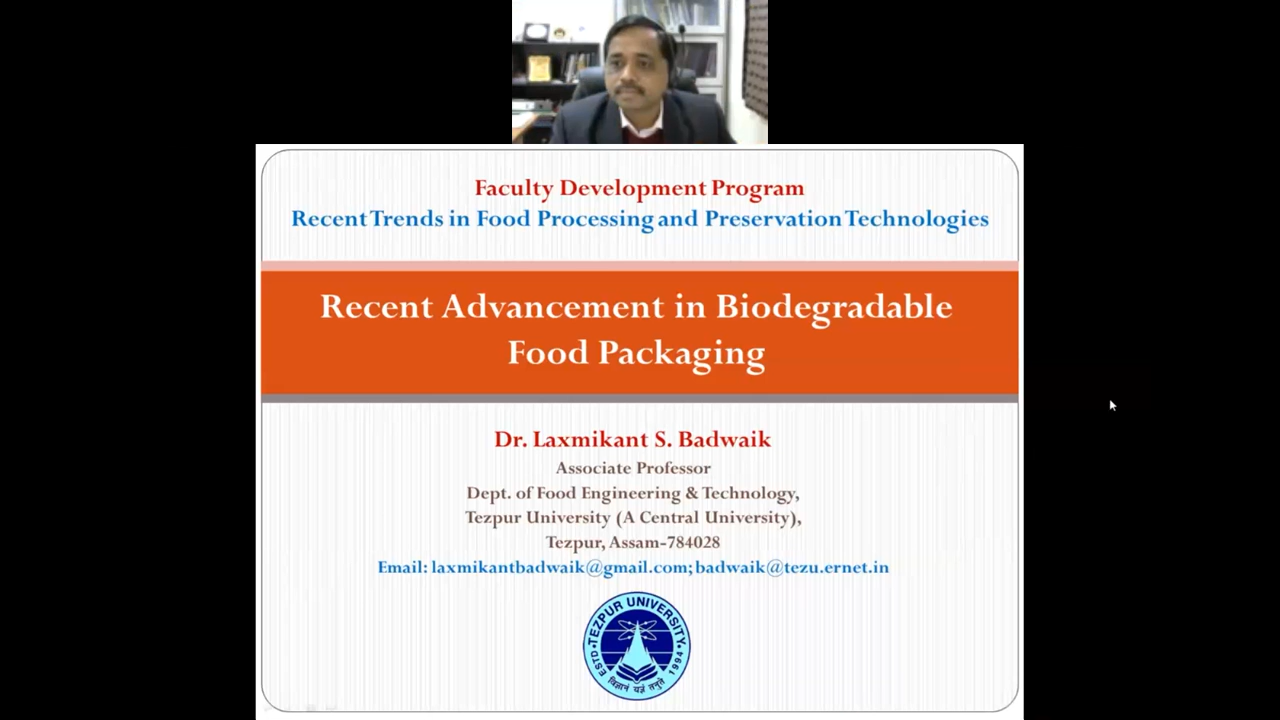 Faculty Development Program
Recent Trends in Food Processing and Preservation Technologies
Recent Advancement in Biodegradable
Food Packaging
Dr. Laxmikant S. Badwaik
Associate Professor
Dept. of Food Engineering & Technology,
Tezpur University (A Central University),
Tezpur, Assam-784028
Email: laxmikantbadwaik@gmail.com; badwaik@tezu.ernet.in
TEZPUR UNIVERSITY
ESTD 1994
विज्ञानं यज्ञं तनुते